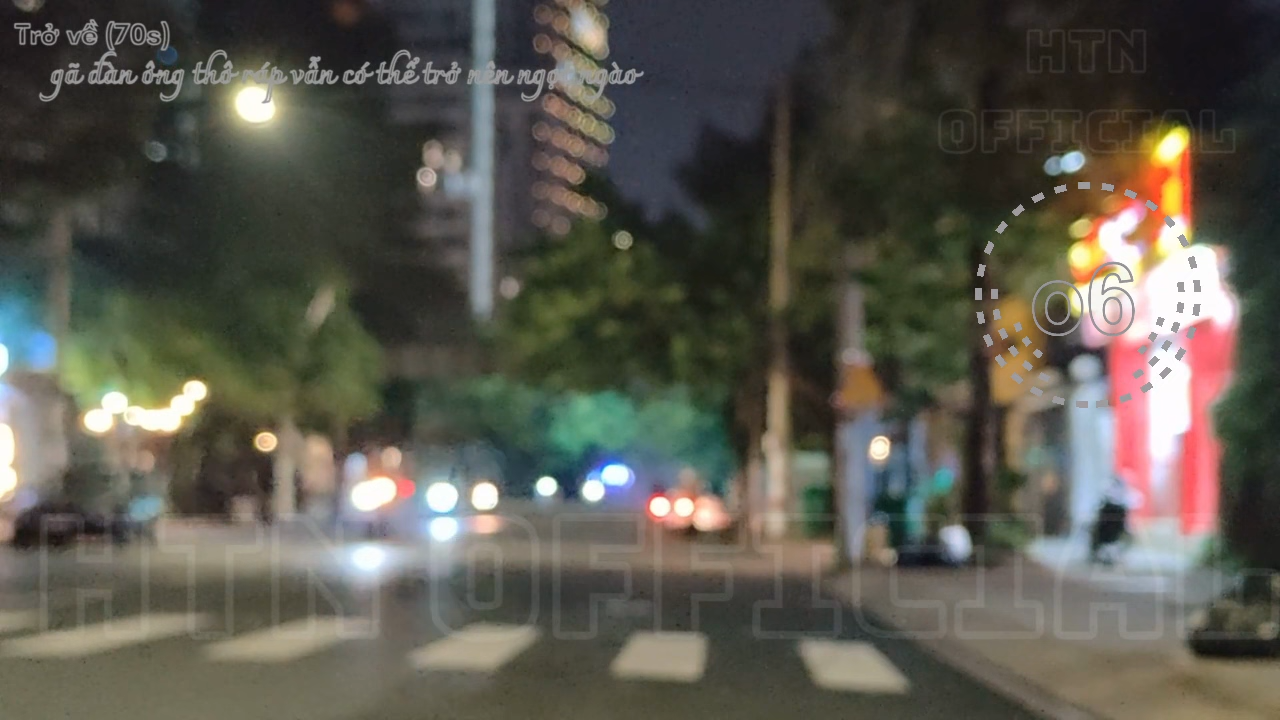 Trở về (70s)
gã đàn ông thô ráp vẫn có thể trở nên ngọt ngào
HTN
OFFICIAL
06
HTN OFFICIAL